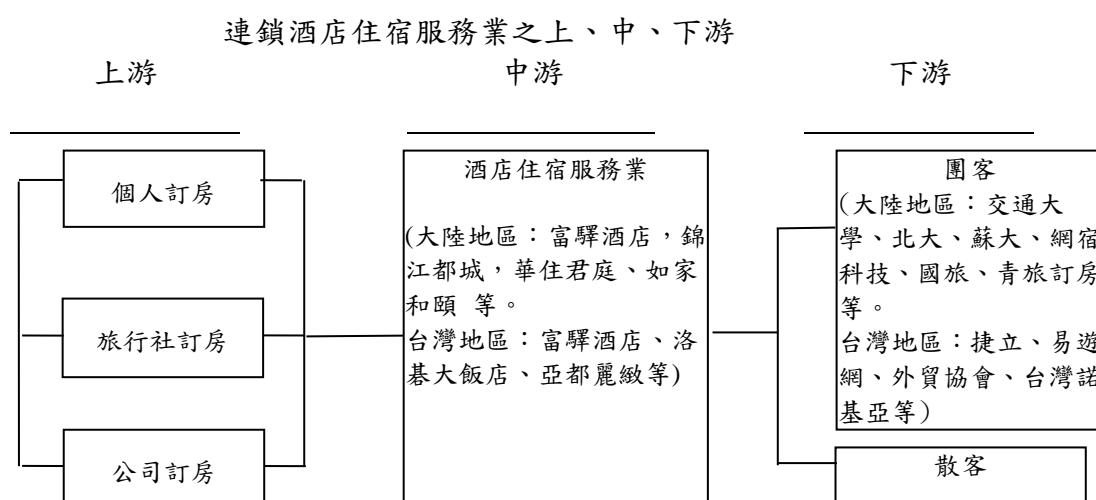 連鎖酒店住宿服務業之上、中、下游
上游
中游
下游
個人訂房
旅行社訂房
公司訂房
酒店住宿服務業
(大陸地區：富驛酒店，錦
江都城，華住君庭、如家
和頤 等。
台灣地區：富驛酒店、洛
碁大飯店、亞都麗緻等)
團客
(大陸地區：交通大
學、北大、蘇大、網宿
科技、國旅、青旅訂房
等。
台灣地區：捷立、易遊
網、外貿協會、台灣諾
基亞等）
散客